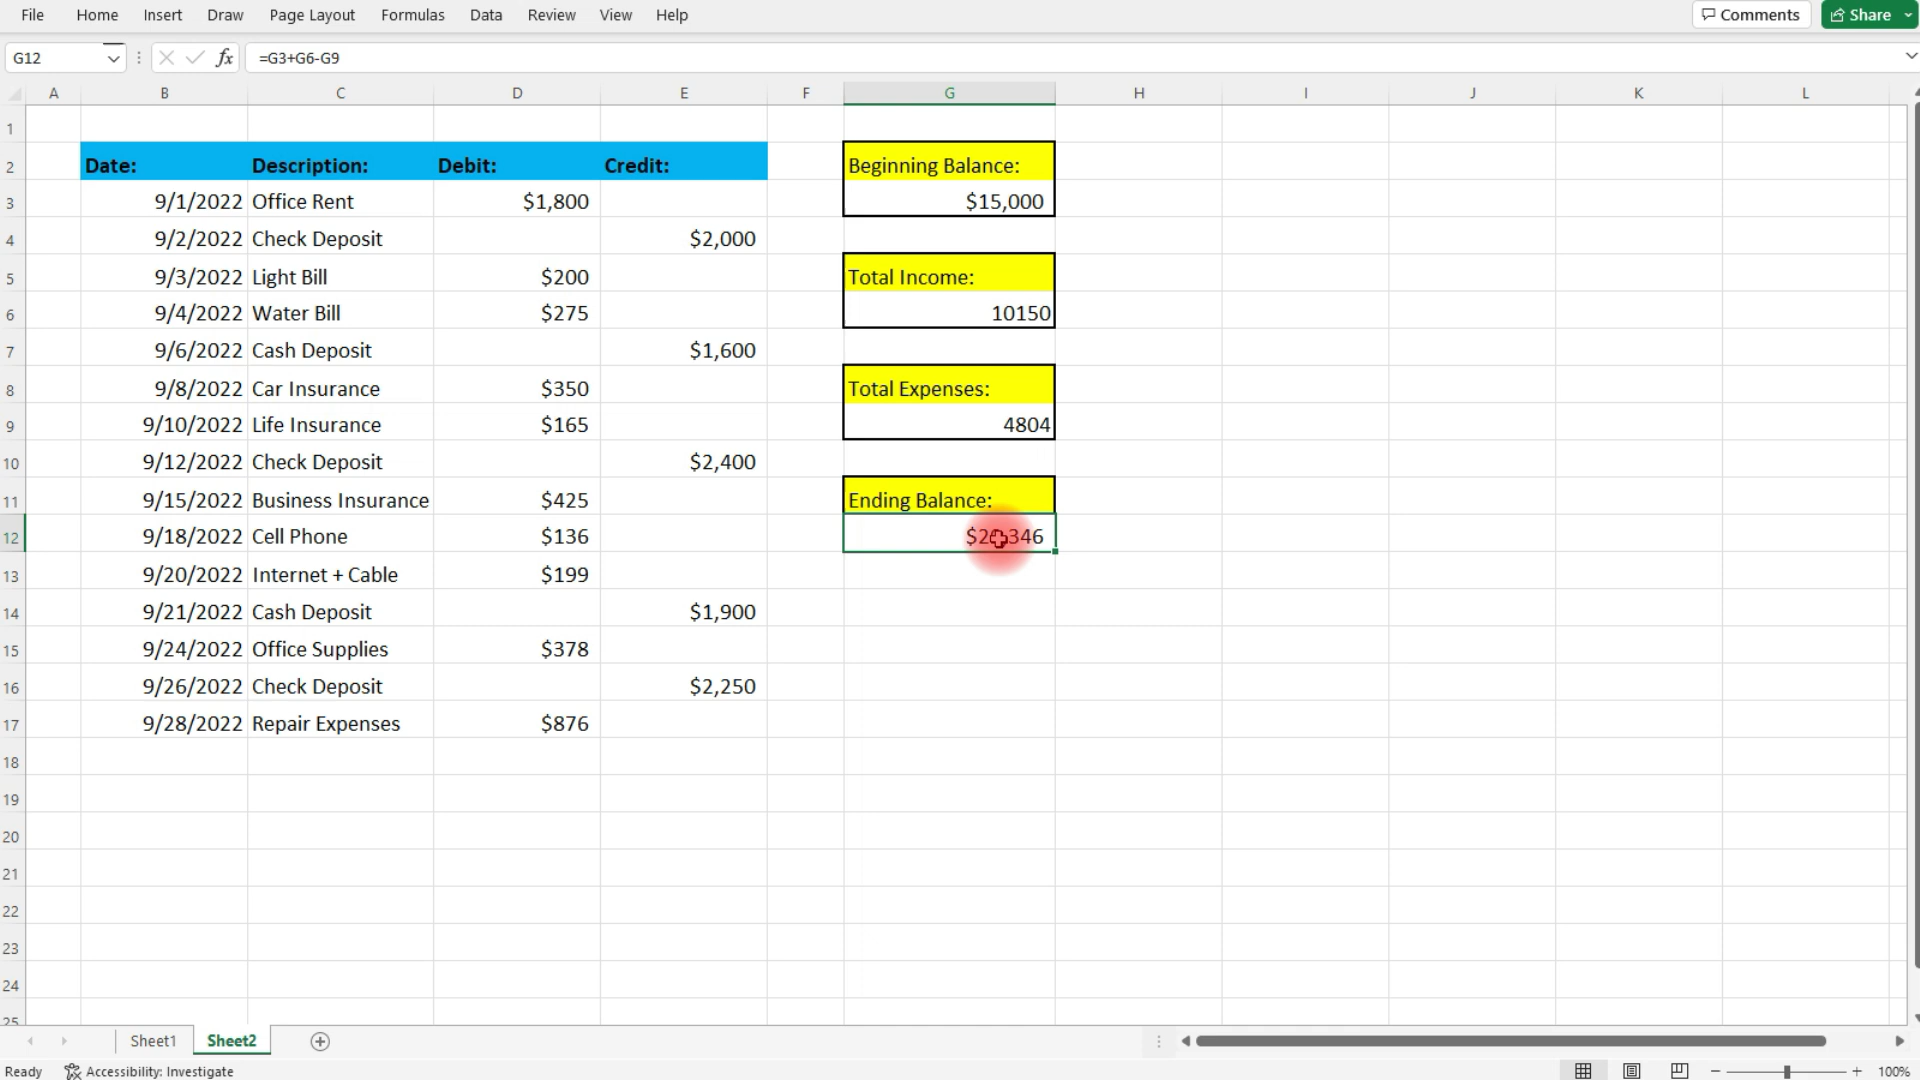 File Home Insert Draw Page Layout Formulas Data Review View Help Comments Share
G12 fx =G3+G6-G9
A B C D E F G H I J K L
1
2 Date: Description: Debit: Credit: Beginning Balance:
3 9/1/2022 Office Rent $1,800 $15,000
4 9/2/2022 Check Deposit $2,000
5 9/3/2022 Light Bill $200 Total Income:
6 9/4/2022 Water Bill $275 10150
7 9/6/2022 Cash Deposit $1,600
8 9/8/2022 Car Insurance $350 Total Expenses:
9 9/10/2022 Life Insurance $165 4804
10 9/12/2022 Check Deposit $2,400
11 9/15/2022 Business Insurance $425 Ending Balance:
12 9/18/2022 Cell Phone $136
13 9/20/2022 Internet + Cable $199
14 9/21/2022 Cash Deposit $1,900
15 9/24/2022 Office Supplies $378
16 9/26/2022 Check Deposit $2,250
17 9/28/2022 Repair Expenses $876
18
19
20
21
22
23
24
25
Sheet1 Sheet2
Ready Accessibility: Investigate 100%